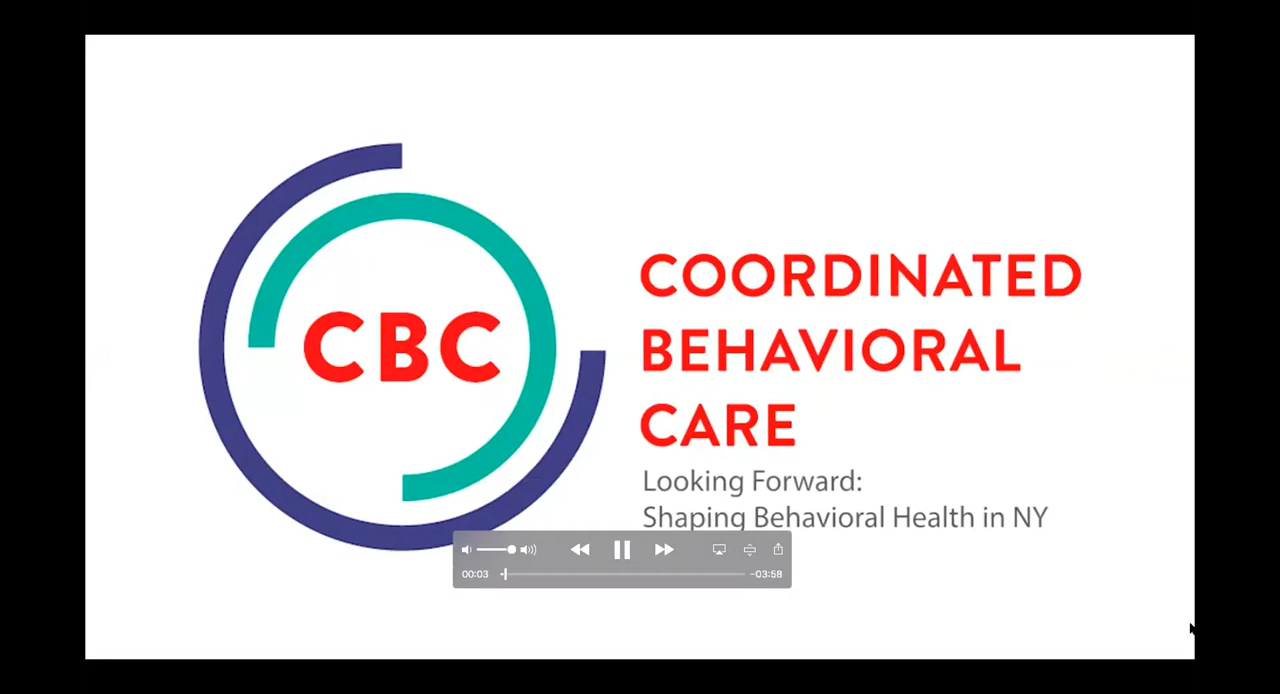 CBC
COORDINATED
BEHAVIORAL
CARE
Looking Forward:
Shaping Behavioral Health in NY
00:03
-03:58